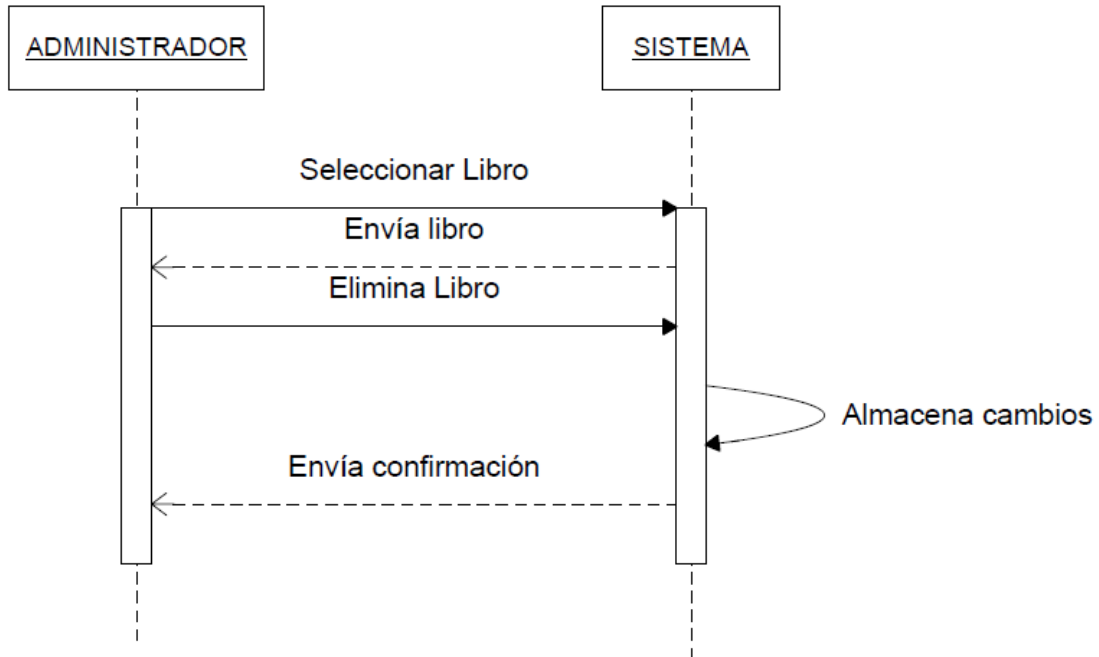 ADMINISTRADOR
SISTEMA
Seleccionar Libro
Envía libro
Elimina Libro
Almacena cambios
Envía confirmación